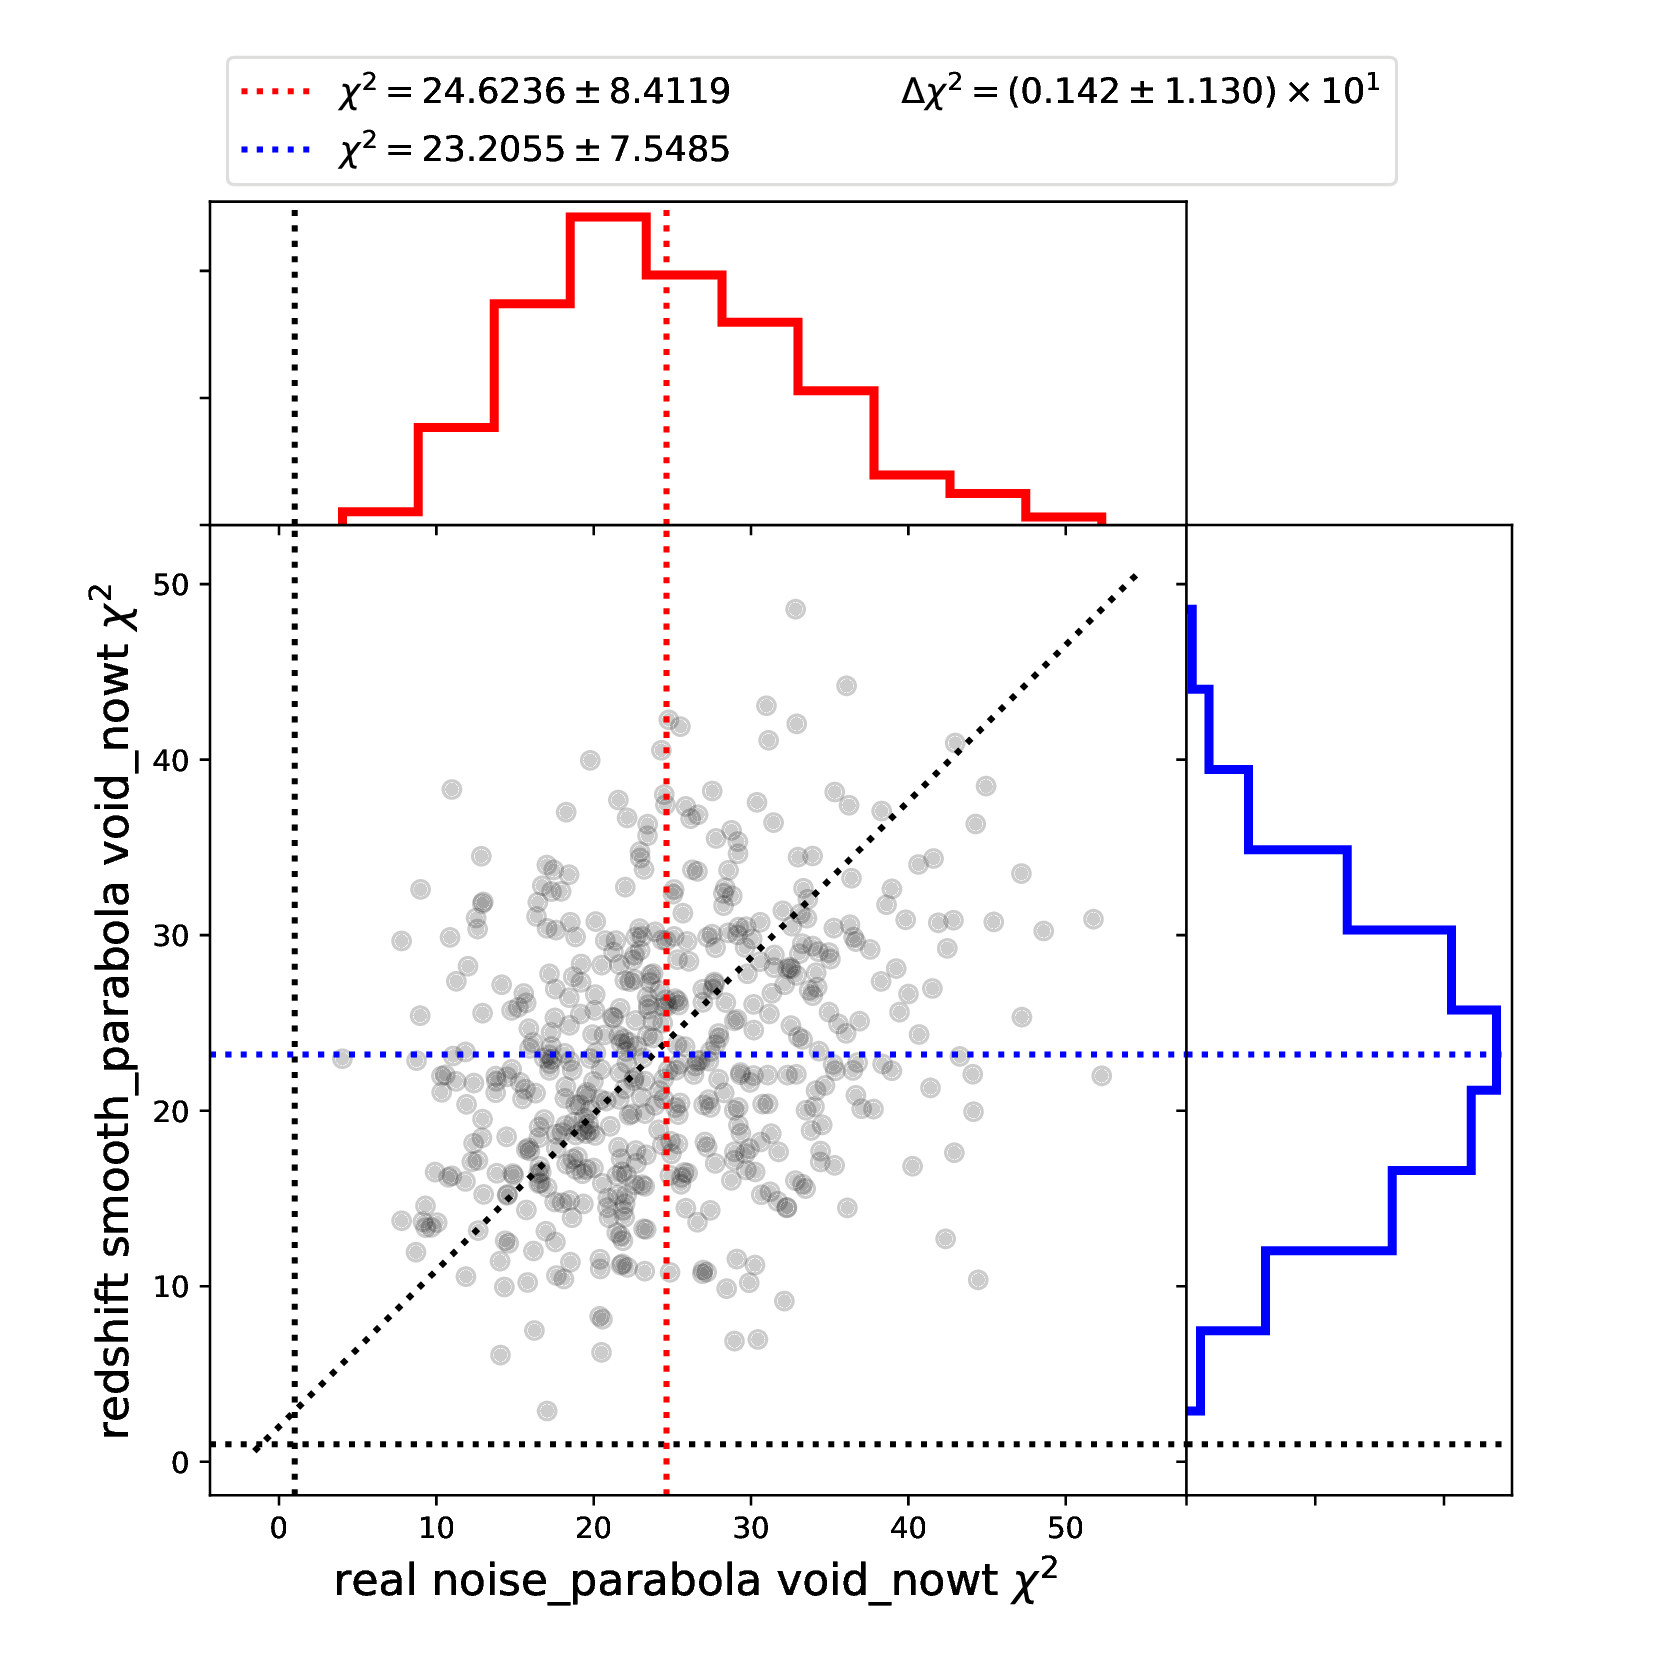 χ² = 24.6236 ± 8.4119 Δχ² = (0.142 ± 1.130) × 10¹
χ² = 23.2055 ± 7.5485
redshift smooth_parabola void_nowt χ²
50
40
30
20
10
0
0 10 20 30 40 50
real noise_parabola void_nowt χ²